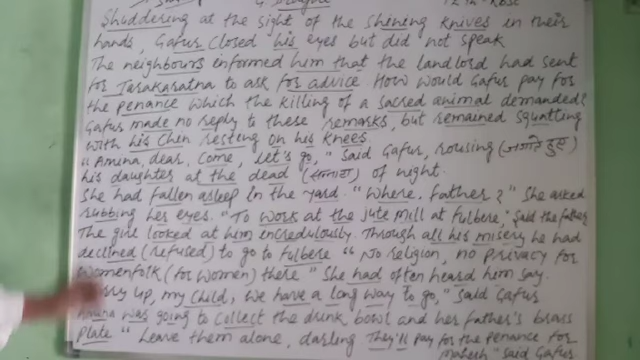 Shuddering at the sight of the shining knives in their
hands, Gafur closed his eyes but did not speak
The neighbours informed him that the landlord had sent
for Tarakaratna to ask for advice How would Gafur pay for
the penance which the killing of a sacred animal demanded?
Gafur made no reply to these remarks, but remained squatting
with his chen resting on his knees
"Amina, dear, come, let's go," said Gafur, rousing
his daughter at the dead of night.
She had fallen asleep In the yard. "Where, father?" She asked
rubbing her eyes. "To work at the jute mill at fulbere," said the father
The girl looked at him encredulously. Through all his misery he had
declined (refused) to go to fulbere "No religion, no privacy for
womenfolk (for women) there" She had often heard him say.
up, my child, we have a long way to go," said Gafur
Amina was going to collect the drink bowl and her father's brass
plate "Leave them alone, darling They'll pay for the penance for
said Gafur